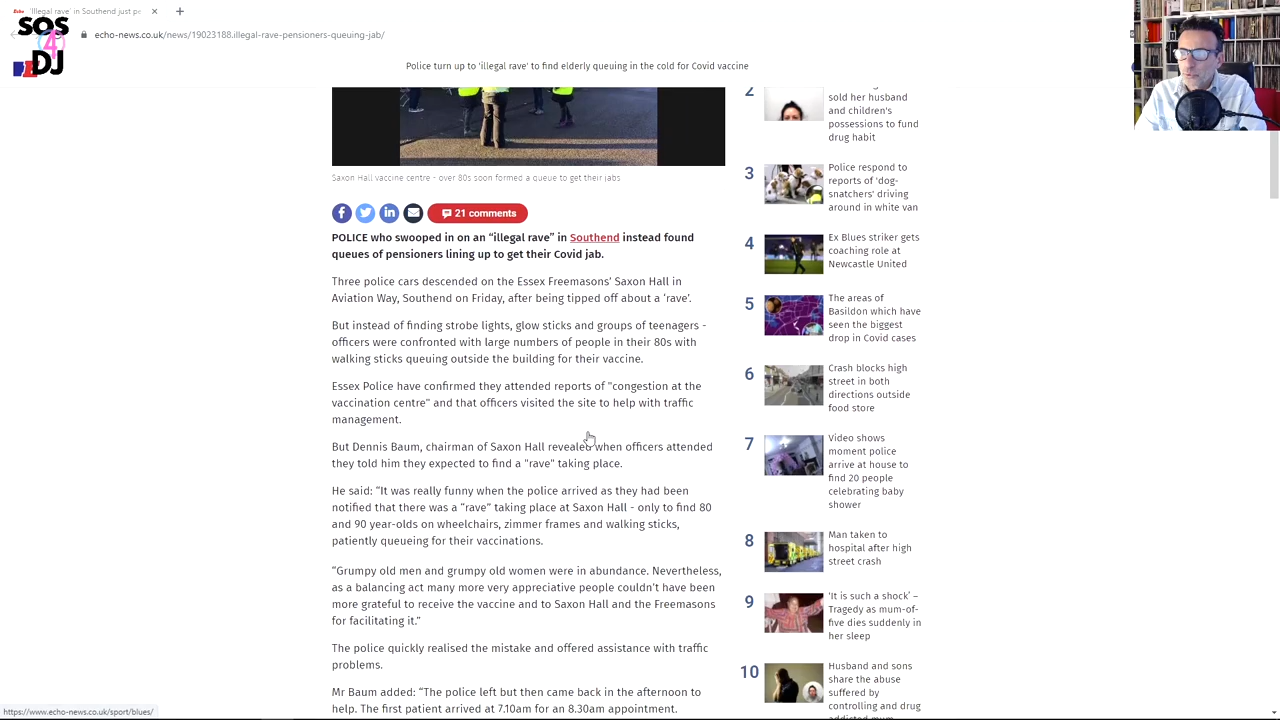 'Illegal rave' in Southend just pe
SOS
4
DJ
echo-news.co.uk/news/19023188.illegal-rave-pensioners-queuing-jab/
Police turn up to 'illegal rave' to find elderly queuing in the cold for Covid vaccine
Saxon Hall vaccine centre - over 80s soon formed a queue to get their jabs
21 comments
POLICE who swooped in on an “illegal rave” in Southend instead found
queues of pensioners lining up to get their Covid jab.
Three police cars descended on the Essex Freemasons’ Saxon Hall in
Aviation Way, Southend on Friday, after being tipped off about a ‘rave’.
But instead of finding strobe lights, glow sticks and groups of teenagers -
officers were confronted with large numbers of people in their 80s with
walking sticks queuing outside the building for their vaccine.
Essex Police have confirmed they attended reports of "congestion at the
vaccination centre" and that officers visited the site to help with traffic
management.
But Dennis Baum, chairman of Saxon Hall revealed when officers attended
they told him they expected to find a "rave" taking place.
He said: “It was really funny when the police arrived as they had been
notified that there was a "rave" taking place at Saxon Hall - only to find 80
and 90 year-olds on wheelchairs, zimmer frames and walking sticks,
patiently queueing for their vaccinations.
“Grumpy old men and grumpy old women were in abundance. Nevertheless,
as a balancing act many more very appreciative people couldn’t have been
more grateful to receive the vaccine and to Saxon Hall and the Freemasons
for facilitating it.”
The police quickly realised the mistake and offered assistance with traffic
problems.
Mr Baum added: “The police left but then came back in the afternoon to
help. The first patient arrived at 7.10am for an 8.30am appointment.
2
sold her husband
and children's
possessions to fund
drug habit
3
Police respond to
reports of 'dog-
snatchers' driving
around in white van
4
Ex Blues striker gets
coaching role at
Newcastle United
5
The areas of
Basildon which have
seen the biggest
drop in Covid cases
6
Crash blocks high
street in both
directions outside
food store
7
Video shows
moment police
arrive at house to
find 20 people
celebrating baby
shower
8
Man taken to
hospital after high
street crash
9
‘It is such a shock’ –
Tragedy as mum-of-
five dies suddenly in
her sleep
10
Husband and sons
share the abuse
suffered by
controlling and drug
addicted mum
https://www.echo-news.co.uk/sport/blues/